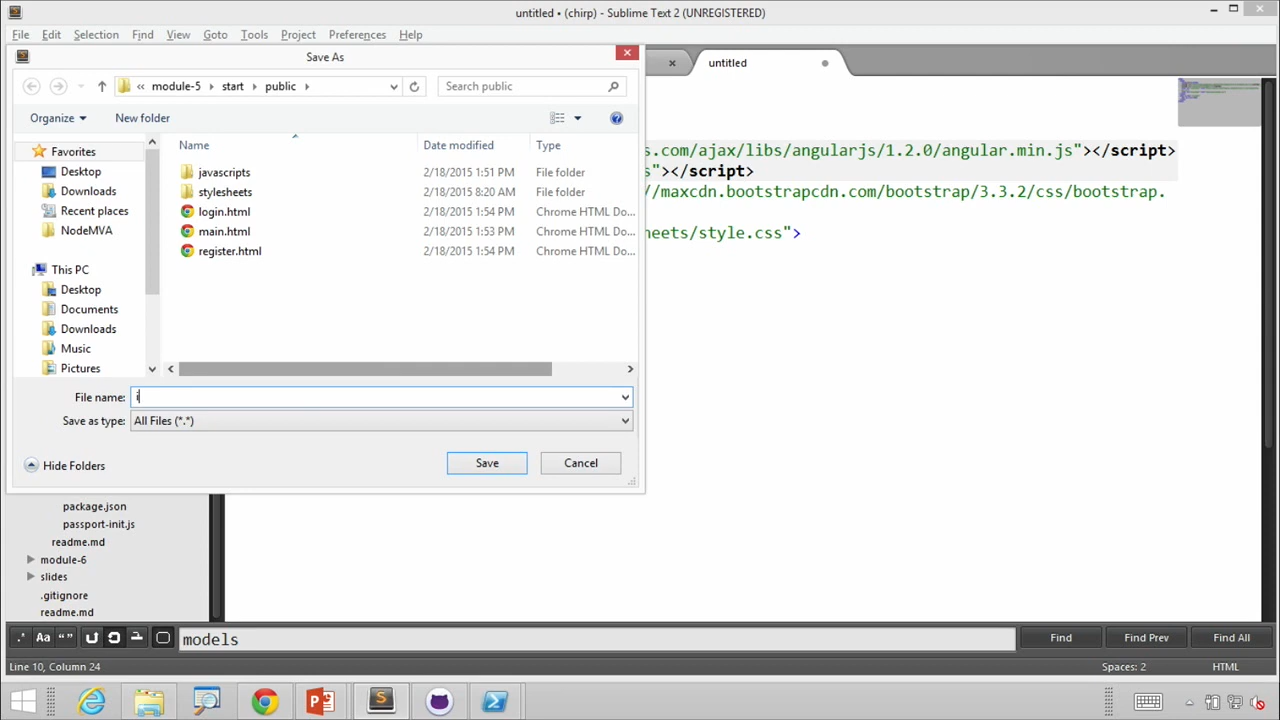 untitled • (chirp) - Sublime Text 2 (UNREGISTERED)
File Edit Selection Find View Goto Tools Project Preferences Help
Save As
untitled
« module-5 start public
Search public
Organize New folder
Name Date modified Type
Favorites
Desktop
Downloads
Recent places
NodeMVA
This PC
Desktop
Documents
Downloads
Music
Pictures
javascripts 2/18/2015 1:51 PM File folder
stylesheets 2/18/2015 8:20 AM File folder
login.html 2/18/2015 1:54 PM Chrome HTML Do...
main.html 2/18/2015 1:53 PM Chrome HTML Do...
register.html 2/18/2015 1:54 PM Chrome HTML Do...
s.com/ajax/libs/angularjs/1.2.0/angular.min.js"></script>
s"></script>
//maxcdn.bootstrapcdn.com/bootstrap/3.3.2/css/bootstrap.
heets/style.css">
File name: i
Save as type: All Files (*.*)
Hide Folders
Save Cancel
package.json
passport-init.js
readme.md
module-6
slides
.gitignore
readme.md
.* Aa “ ” models Find Find Prev Find All
Line 10, Column 24 Spaces: 2 HTML